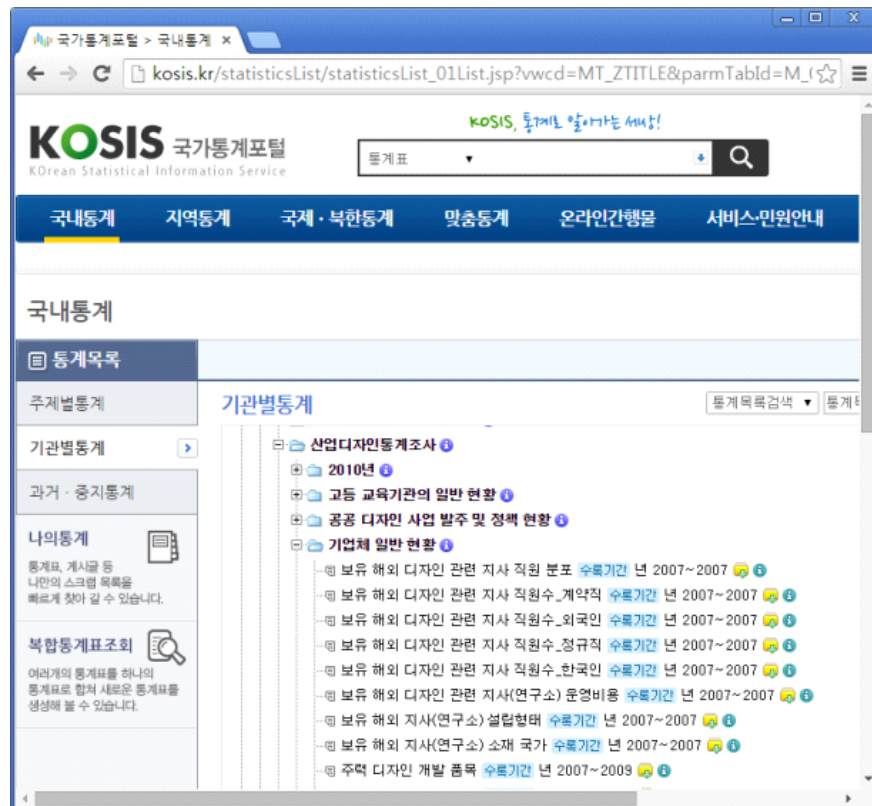 국가통계포털 > 국내통계 ×
kosis.kr/statisticsList/statisticsList_01List.jsp?vwcd=MT_ZTITLE&parmTabId=M_(
KOSIS, 통계로 알아가는 세상!
KOSIS 국가통계포털
KOrean Statistical Information Service
통계표
국내통계 지역통계 국제 · 북한통계 맞춤통계 온라인간행물 서비스·민원안내
국내통계
통계목록
주제별통계
기관별통계
과거 · 중지통계
나의통계
통계표, 게시글 등
나만의 스크랩 목록을
빠르게 찾아 갈 수 있습니다.
복합통계표조회
여러개의 통계표를 하나의
통계표로 합쳐 새로운 통계표를
생성해 볼 수 있습니다.
기관별통계
통계목록검색
산업디자인통계조사
2010년
고등 교육기관의 일반 현황
공공 디자인 사업 발주 및 정책 현황
기업체 일반 현황
보유 해외 디자인 관련 지사 직원 분포 수록기간 년 2007~2007
보유 해외 디자인 관련 지사 직원수_계약직 수록기간 년 2007~2007
보유 해외 디자인 관련 지사 직원수_외국인 수록기간 년 2007~2007
보유 해외 디자인 관련 지사 직원수_정규직 수록기간 년 2007~2007
보유 해외 디자인 관련 지사 직원수_한국인 수록기간 년 2007~2007
보유 해외 디자인 관련 지사(연구소) 운영비용 수록기간 년 2007~2007
보유 해외 지사(연구소) 설립형태 수록기간 년 2007~2007
보유 해외 지사(연구소) 소재 국가 수록기간 년 2007~2007
주력 디자인 개발 품목 수록기간 년 2007~2009